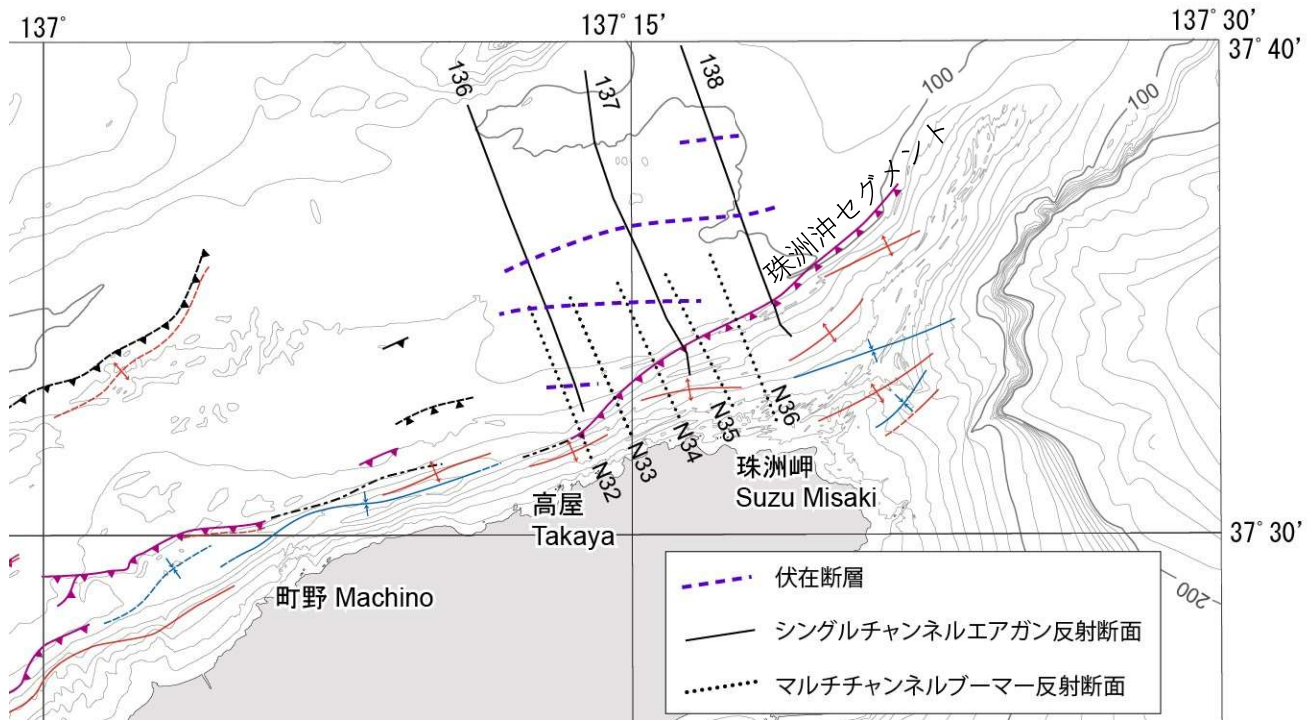 137°
137°15'
137°30'
37°40'
136
137
138
100
100
珠洲沖セグメント
N36
N35
N34
N33
N32
珠洲岬
Suzu Misaki
高屋
Takaya
37°30'
町野 Machino
伏在断層
シングルチャンネルエアガン反射断面
マルチチャンネルブーマー反射断面
200